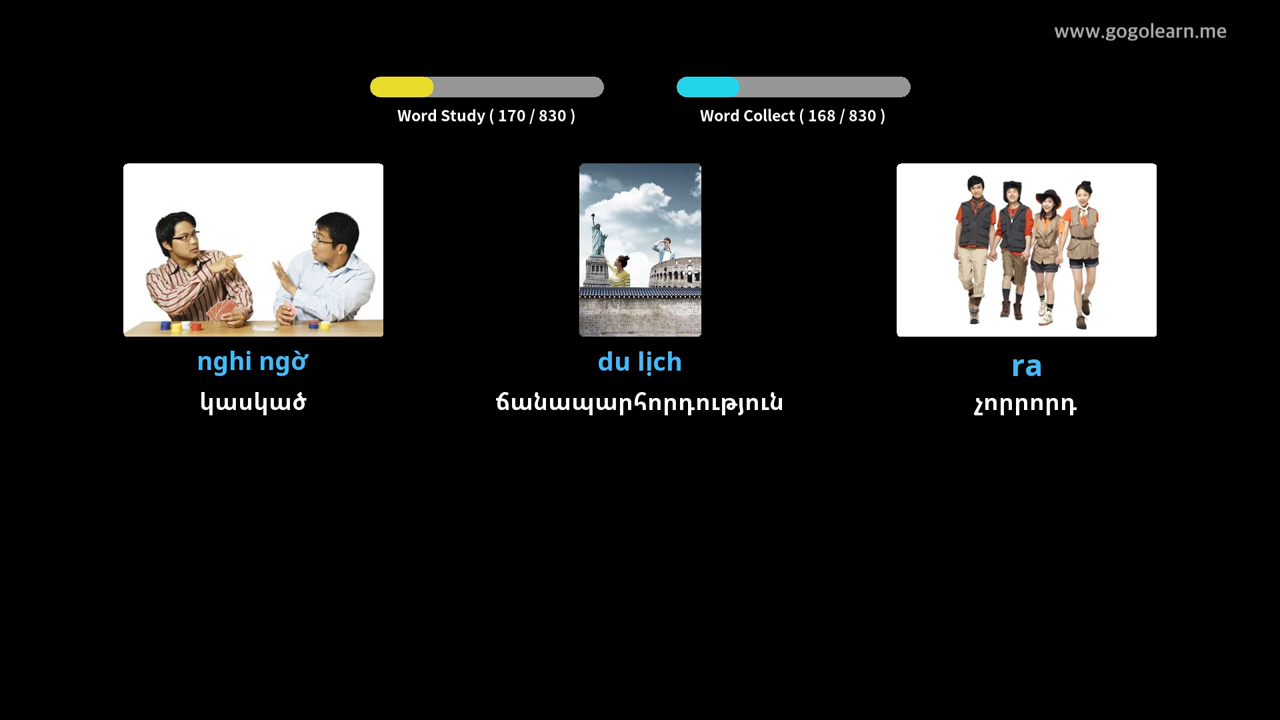 www.gogolearn.me
Word Study ( 170 / 830 )
Word Collect ( 168 / 830 )
nghi ngờ
du lịch
ra
կասկած
ճանապարհորդություն
չորրորդ